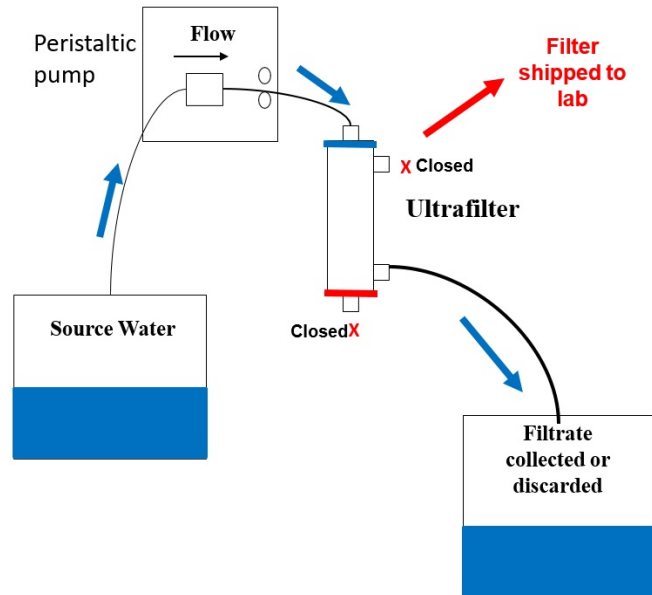 Peristaltic
pump
Flow
Filter
shipped to
lab
X Closed
Ultrafilter
Source Water
ClosedX
Filtrate
collected or
discarded